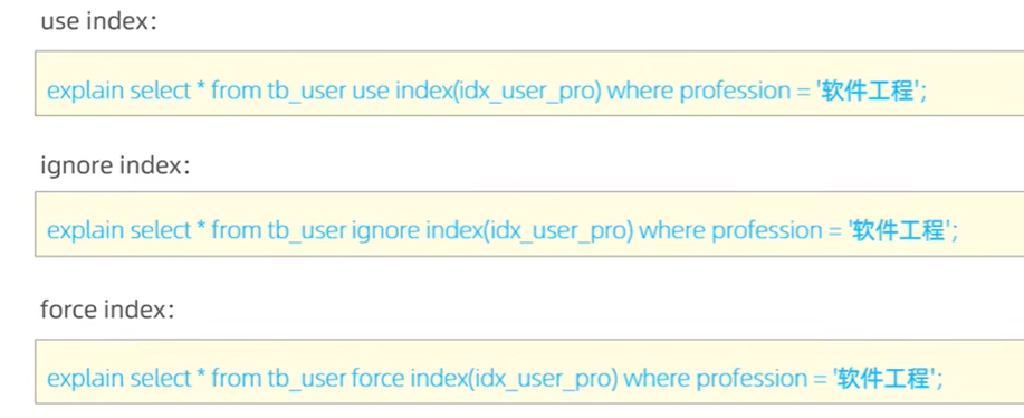 use index：
explain select * from tb_user use index(idx_user_pro) where profession = '软件工程';
ignore index：
explain select * from tb_user ignore index(idx_user_pro) where profession = '软件工程';
force index：
explain select * from tb_user force index(idx_user_pro) where profession = '软件工程';